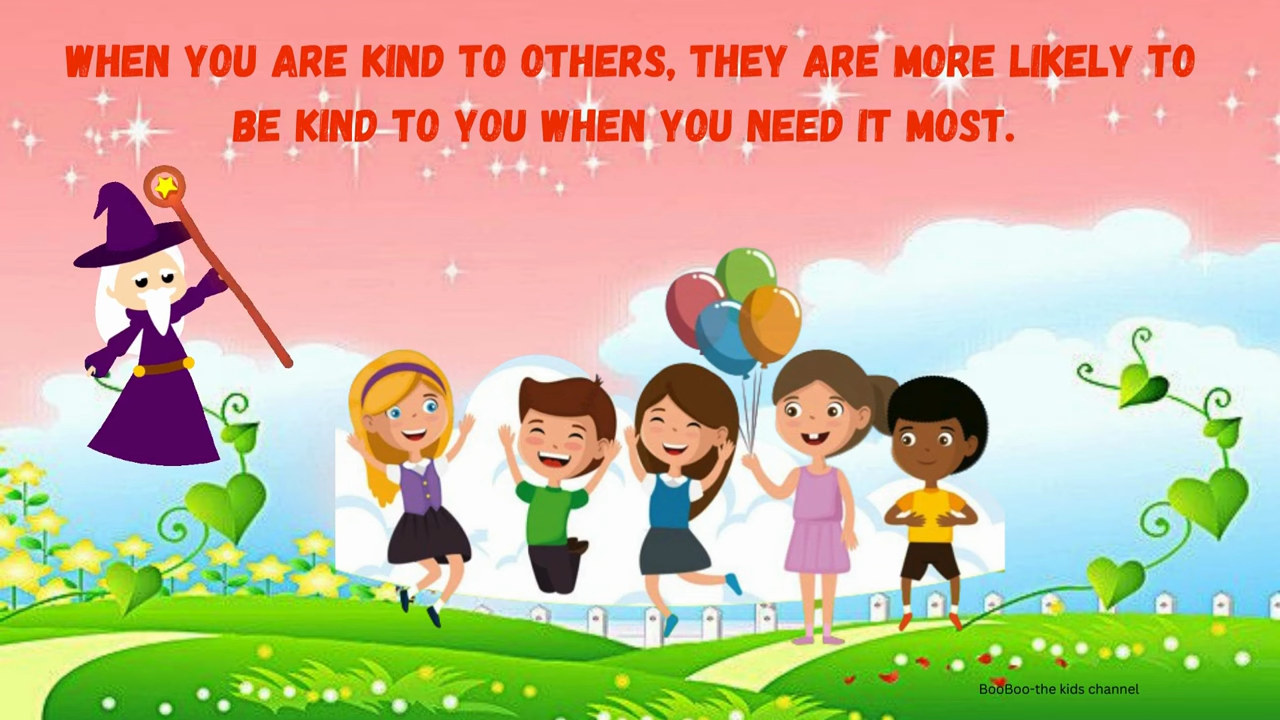 WHEN YOU ARE KIND TO OTHERS, THEY ARE MORE LIKELY TO
BE KIND TO YOU WHEN YOU NEED IT MOST.
BooBoo-the kids channel